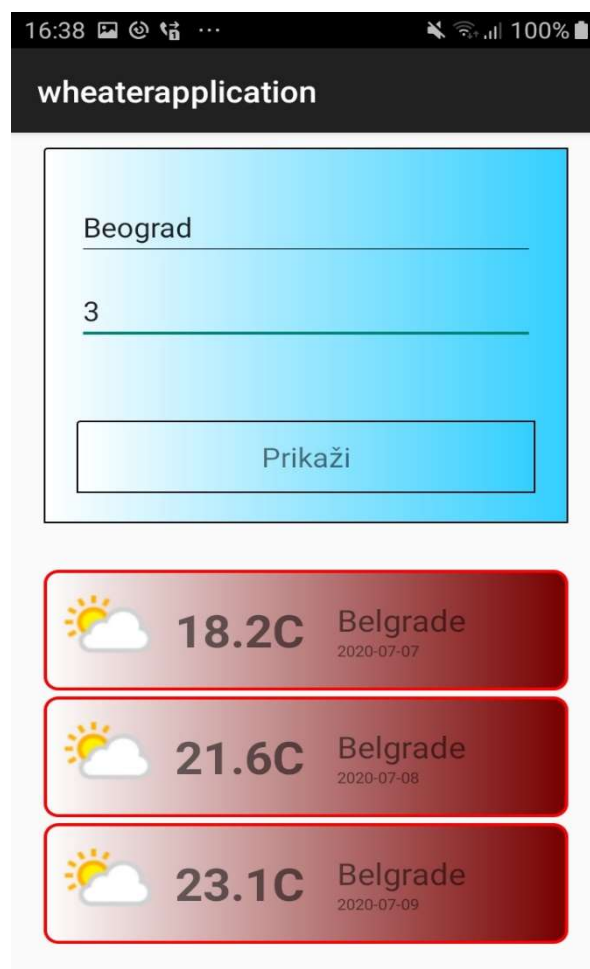 16:38 ... 100%
wheaterapplication
Beograd
3
Prikaži
18.2C Belgrade
2020-07-07
21.6C Belgrade
2020-07-08
23.1C Belgrade
2020-07-09